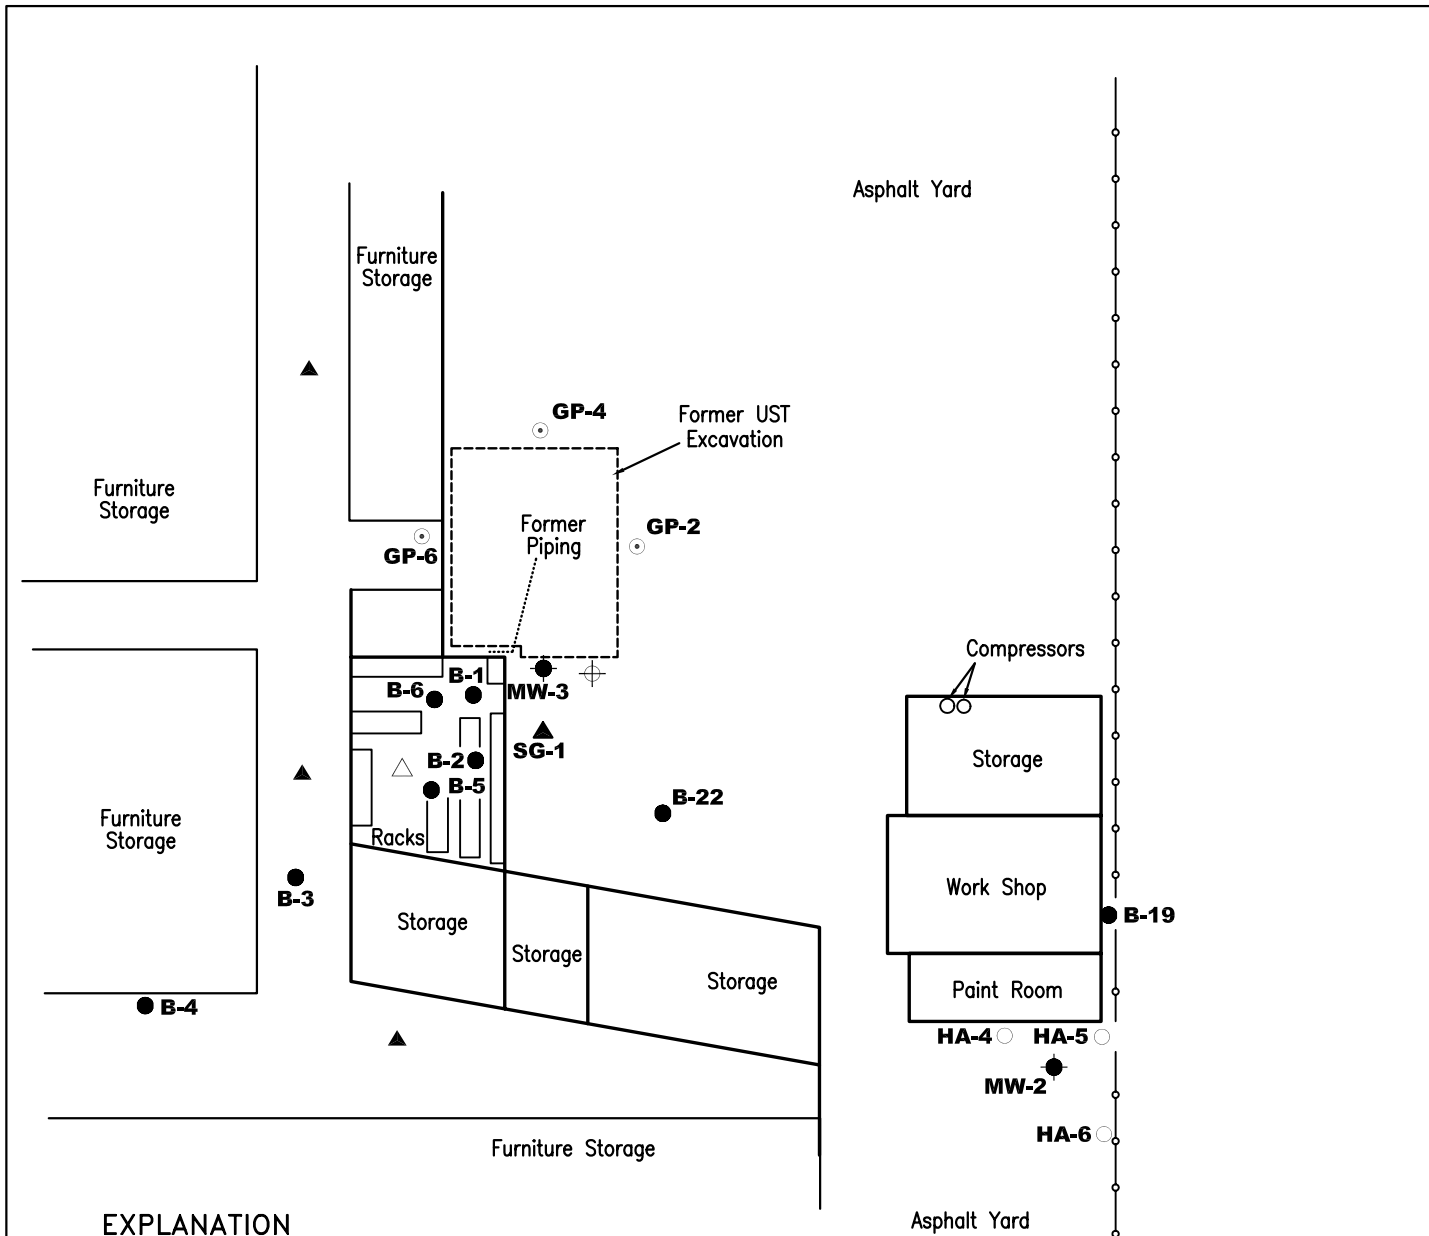 Asphalt Yard
Furniture
Storage
GP-4
Former UST
Excavation
Furniture
Storage
Former
Piping
GP-2
GP-6
Compressors
B-1
B-6
MW-3
SG-1
Storage
B-2
B-5
B-22
Furniture
Storage
Racks
Work Shop
B-3
B-19
Storage
Storage
Storage
Paint Room
B-4
HA-4
HA-5
MW-2
HA-6
Furniture Storage
EXPLANATION
Asphalt Yard